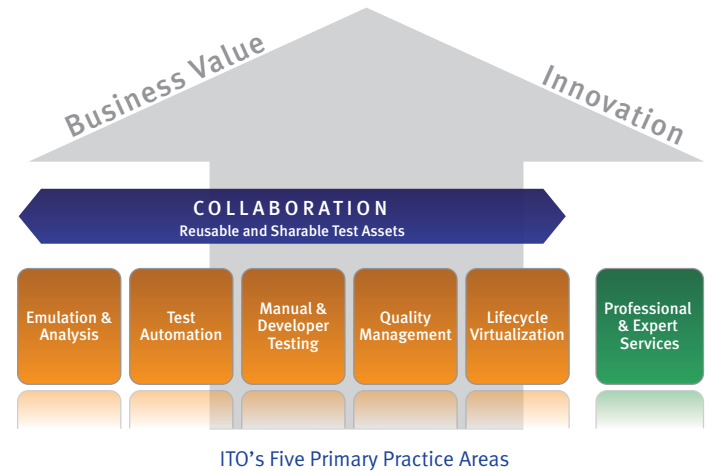 Business Value
Innovation
COLLABORATION
Reusable and Sharable Test Assets
Emulation &
Analysis
Test
Automation
Manual &
Developer
Testing
Quality
Management
Lifecycle
Virtualization
Professional
& Expert
Services
ITO's Five Primary Practice Areas